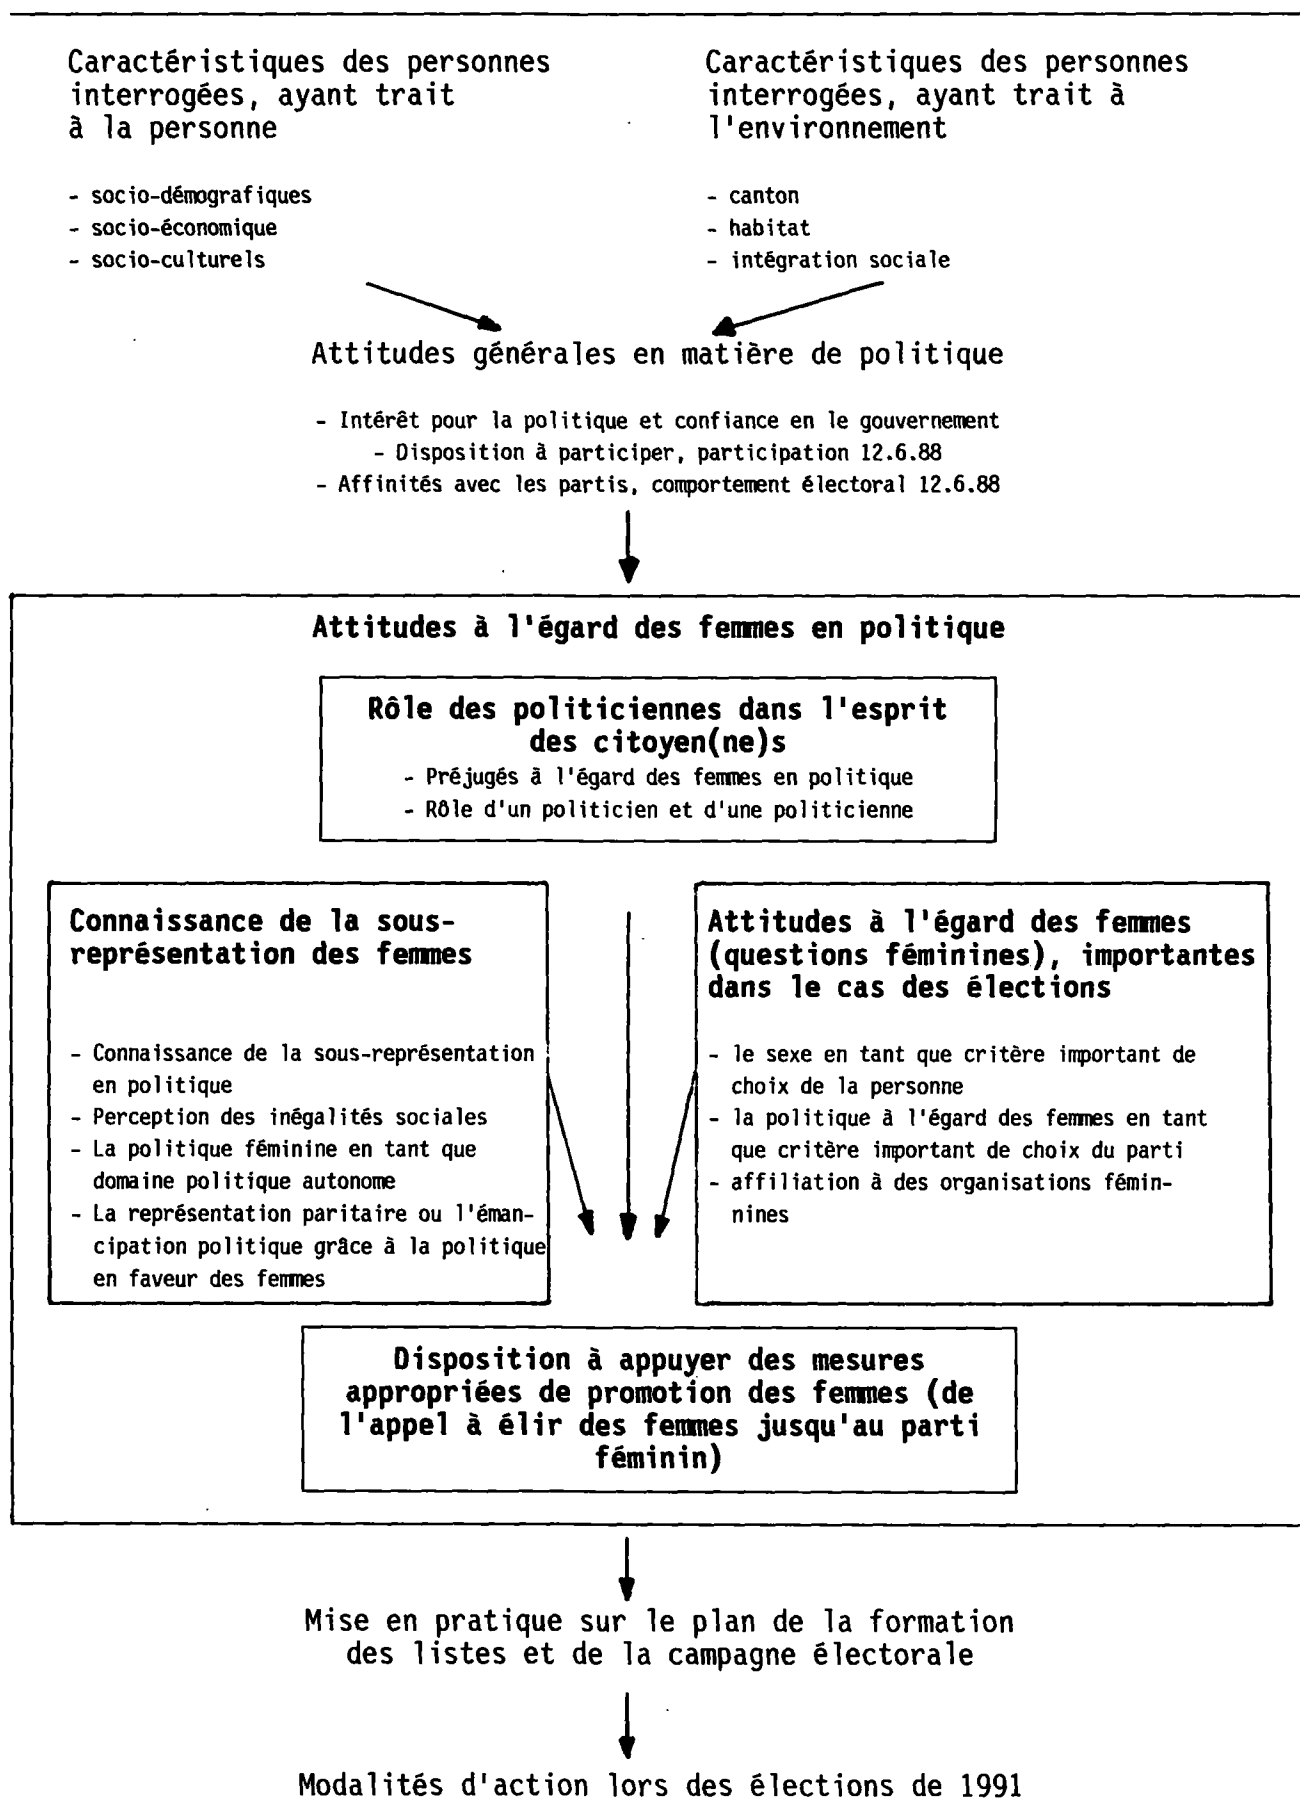 Caractéristiques des personnes
interrogées, ayant trait
à la personne
- socio-démografiques
- socio-économique
- socio-culturels
Caractéristiques des personnes
interrogées, ayant trait à
l'environnement
- canton
- habitat
- intégration sociale
Attitudes générales en matière de politique
- Intérêt pour la politique et confiance en le gouvernement
- Disposition à participer, participation 12.6.88
- Affinités avec les partis, comportement électoral 12.6.88
Attitudes à l'égard des femmes en politique
Rôle des politiciennes dans l'esprit
des citoyen(ne)s
- Préjugés à l'égard des femmes en politique
- Rôle d'un politicien et d'une politicienne
Connaissance de la sous-
représentation des femmes
- Connaissance de la sous-représentation
en politique
- Perception des inégalités sociales
- La politique féminine en tant que
domaine politique autonome
- La représentation paritaire ou l'éman-
cipation politique grâce à la politique
en faveur des femmes
Attitudes à l'égard des femmes
(questions féminines), importantes
dans le cas des élections
- le sexe en tant que critère important de
choix de la personne
- la politique à l'égard des femmes en tant
que critère important de choix du parti
- affiliation à des organisations fémin-
nines
Disposition à appuyer des mesures
appropriées de promotion des femmes (de
l'appel à élir des femmes jusqu'au parti
féminin)
Mise en pratique sur le plan de la formation
des listes et de la campagne électorale
Modalités d'action lors des élections de 1991